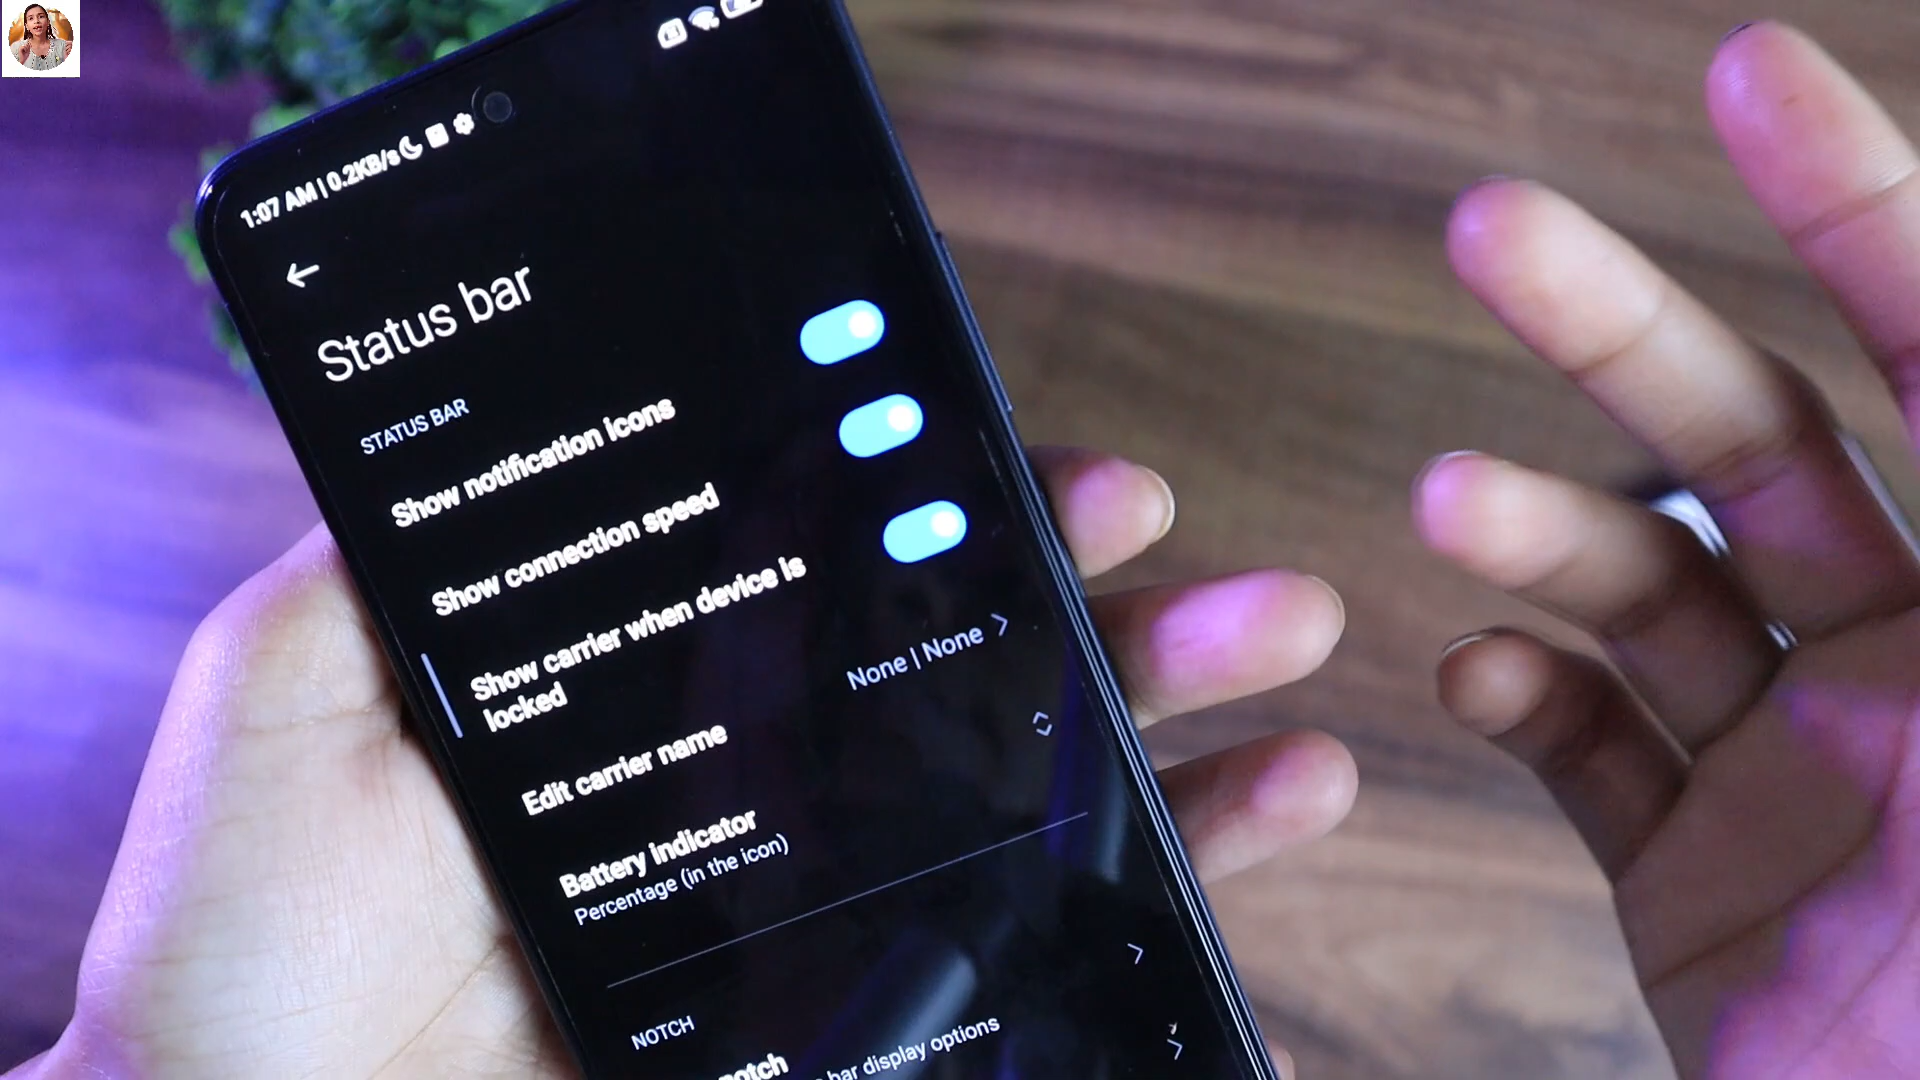 1:07 AM | 0.2KB/s
Status bar
STATUS BAR
Show notification icons
Show connection speed
Show carrier when device is
locked
Edit carrier name
None | None
Battery indicator
Percentage (in the icon)
NOTCH
notch
bar display options